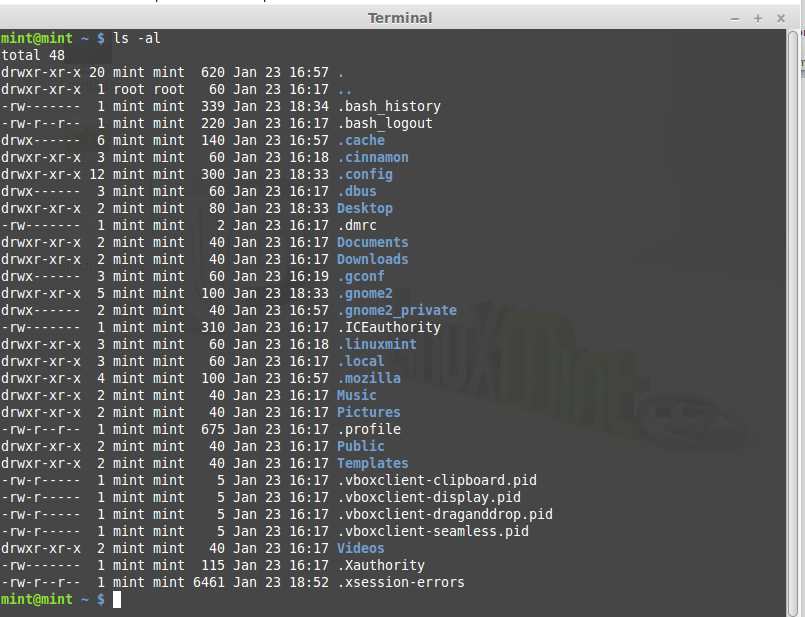 Terminal
mint@mint ~ $ ls -al
total 48
drwxr-xr-x 20 mint mint  620 Jan 23 16:57 .
drwxr-xr-x  1 root root   60 Jan 23 16:17 ..
-rw-------  1 mint mint  339 Jan 23 18:34 .bash_history
-rw-r--r--  1 mint mint  220 Jan 23 16:17 .bash_logout
drwx------  6 mint mint  140 Jan 23 16:57 .cache
drwxr-xr-x  3 mint mint   60 Jan 23 16:18 .cinnamon
drwxr-xr-x 12 mint mint  300 Jan 23 18:33 .config
drwx------  3 mint mint   60 Jan 23 16:17 .dbus
drwxr-xr-x  2 mint mint   80 Jan 23 18:33 Desktop
-rw-------  1 mint mint    2 Jan 23 16:17 .dmrc
drwxr-xr-x  2 mint mint   40 Jan 23 16:17 Documents
drwxr-xr-x  2 mint mint   40 Jan 23 16:17 Downloads
drwx------  3 mint mint   60 Jan 23 16:19 .gconf
drwxr-xr-x  5 mint mint  100 Jan 23 18:33 .gnome2
drwx------  2 mint mint   40 Jan 23 16:57 .gnome2_private
-rw-------  1 mint mint  310 Jan 23 16:17 .ICEauthority
drwxr-xr-x  3 mint mint   60 Jan 23 16:18 .linuxmint
drwxr-xr-x  3 mint mint   60 Jan 23 16:17 .local
drwxr-xr-x  4 mint mint  100 Jan 23 16:57 .mozilla
drwxr-xr-x  2 mint mint   40 Jan 23 16:17 Music
drwxr-xr-x  2 mint mint   40 Jan 23 16:17 Pictures
-rw-r--r--  1 mint mint  675 Jan 23 16:17 .profile
drwxr-xr-x  2 mint mint   40 Jan 23 16:17 Public
drwxr-xr-x  2 mint mint   40 Jan 23 16:17 Templates
-rw-r-----  1 mint mint    5 Jan 23 16:17 .vboxclient-clipboard.pid
-rw-r-----  1 mint mint    5 Jan 23 16:17 .vboxclient-display.pid
-rw-r-----  1 mint mint    5 Jan 23 16:17 .vboxclient-draganddrop.pid
-rw-r-----  1 mint mint    5 Jan 23 16:17 .vboxclient-seamless.pid
drwxr-xr-x  2 mint mint   40 Jan 23 16:17 Videos
-rw-------  1 mint mint  115 Jan 23 16:17 .Xauthority
-rw-r--r--  1 mint mint 6461 Jan 23 18:52 .xsession-errors
mint@mint ~ $